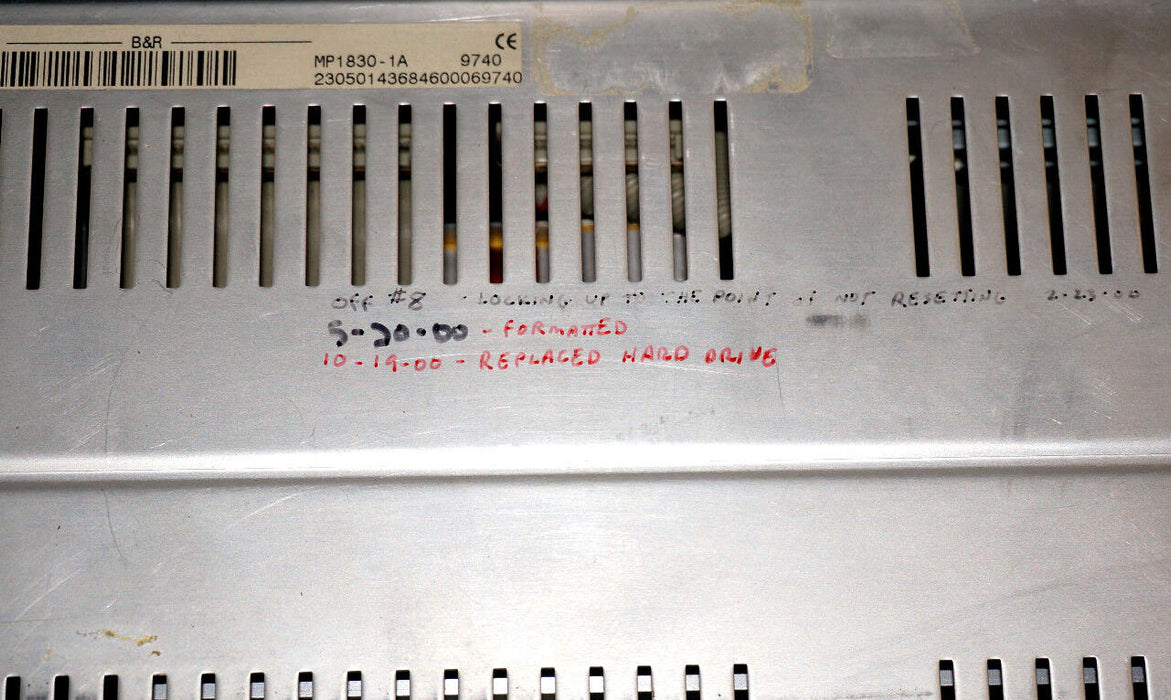 B&R
MP1830-1A 9740
23050143684600069740
OFF #8 - LOCKING UP TO THE POINT OF NOT RESETTING 2-23-00
5-20-00 - FORMATTED
10-19-00 - REPLACED HARD DRIVE